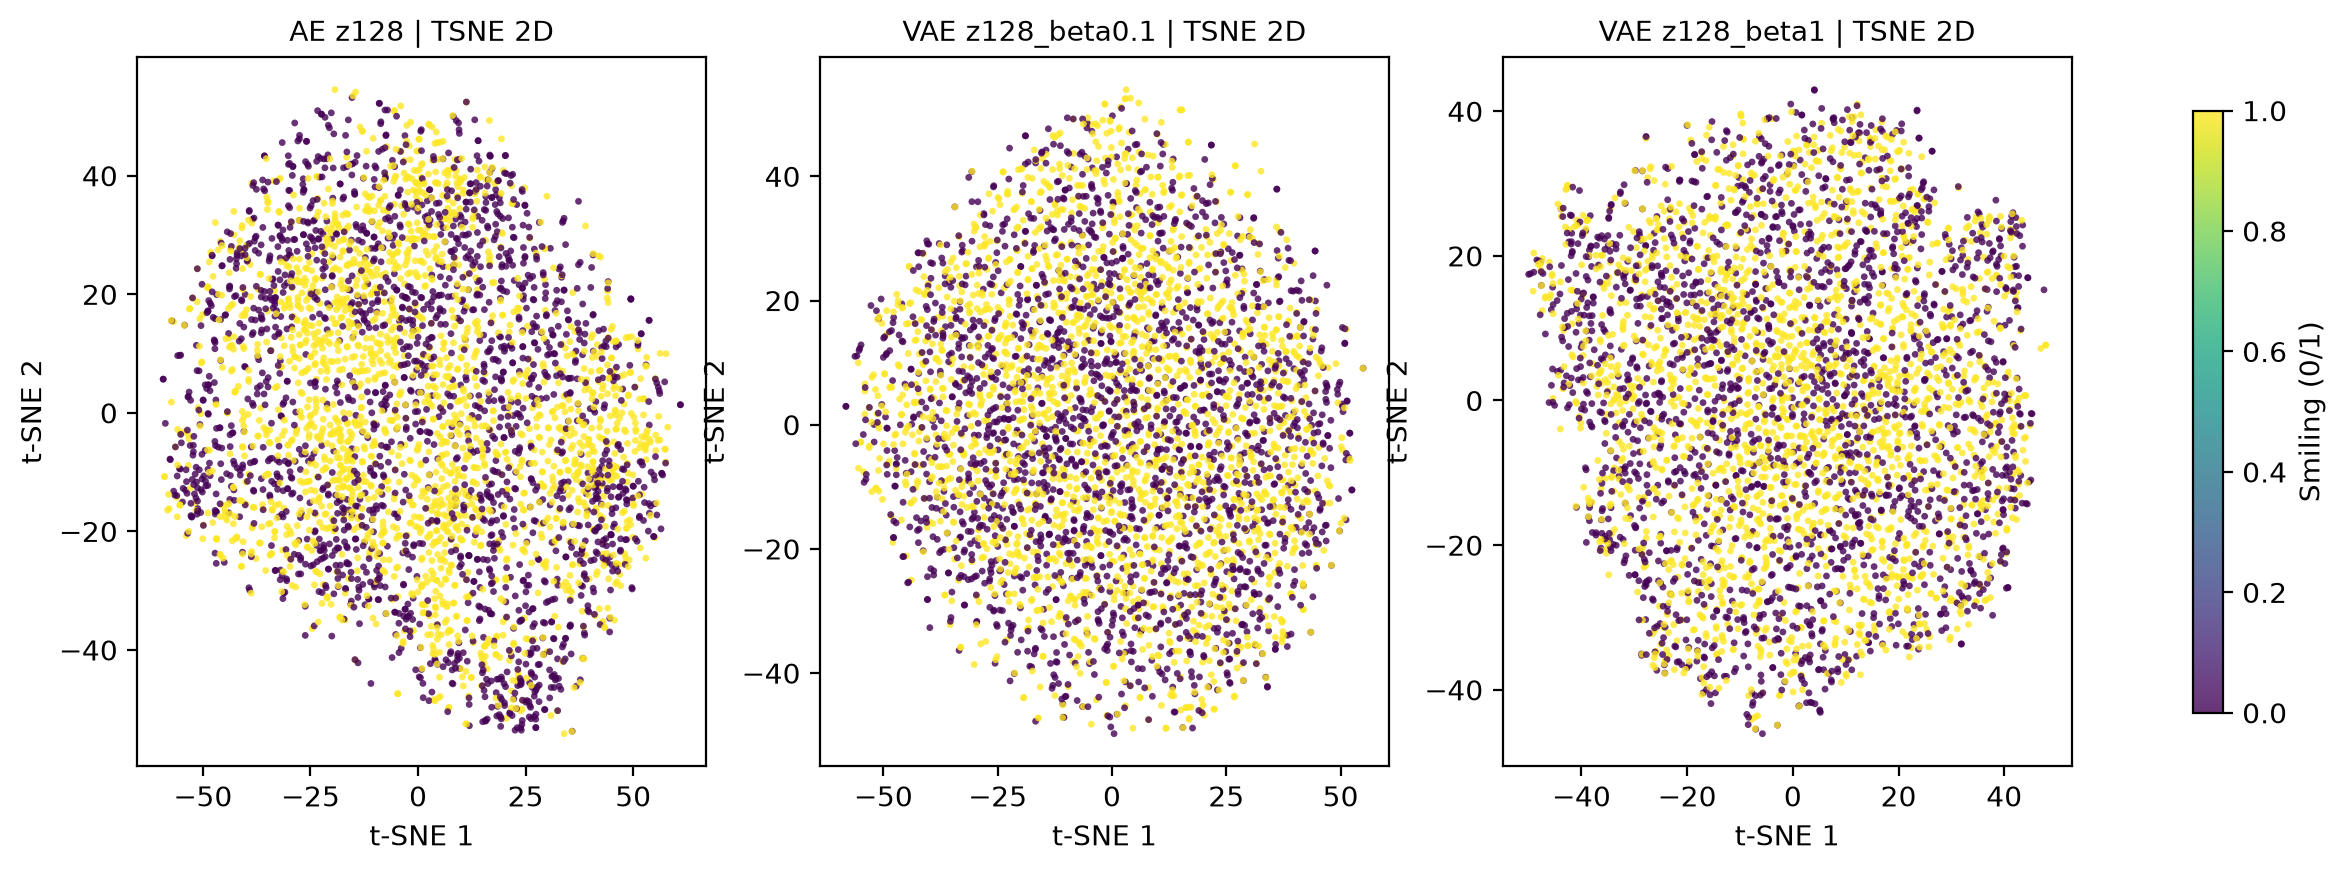 AE z128 | TSNE 2D
t-SNE 2
40
20
0
−20
−40
−50 −25 0 25 50
t-SNE 1
VAE z128_beta0.1 | TSNE 2D
t-SNE 2
40
20
0
−20
−40
−50 −25 0 25 50
t-SNE 1
VAE z128_beta1 | TSNE 2D
t-SNE 2
40
20
0
−20
−40
−40 −20 0 20 40
t-SNE 1
1.0
0.8
0.6
0.4
0.2
0.0
Smiling (0/1)